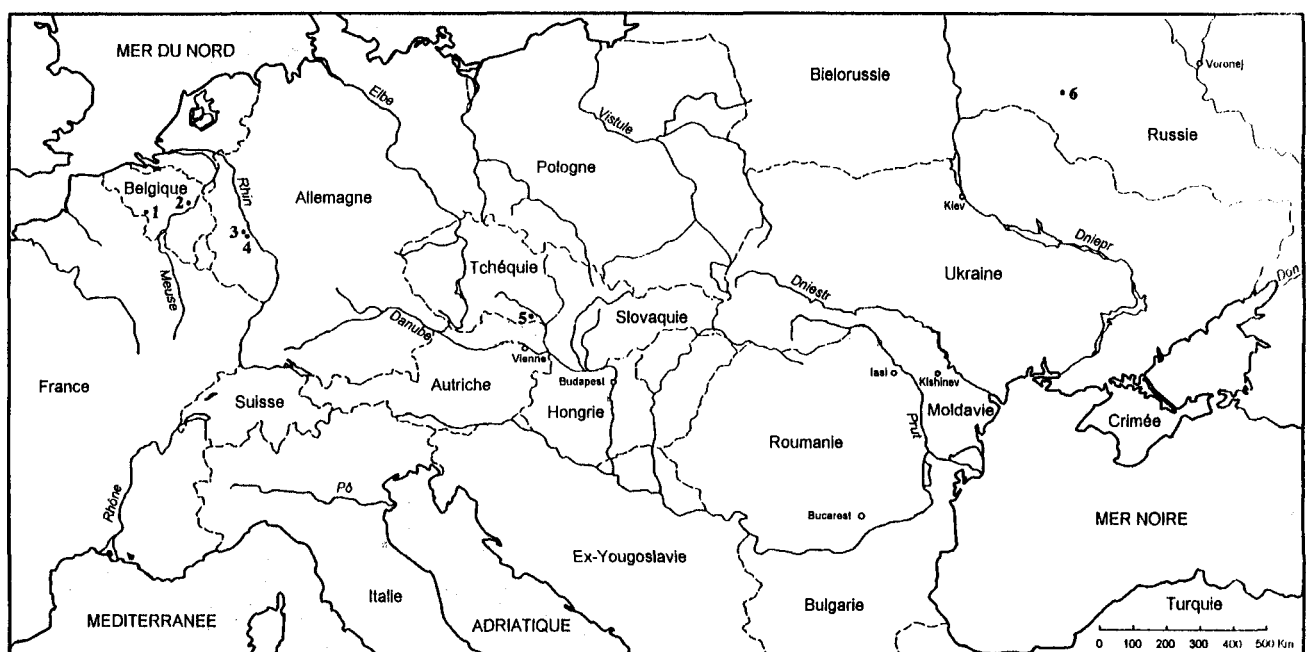 MER DU NORD
Bielorussie
Voronej
6
Elbe
Russie
Vistule
Pologne
Belgique
Rhin
Allemagne
1
2
Kiev
3
4
Dniepr
Tchéquie
Ukraine
Meuse
Dniestr
Don
5
Slovaquie
Danube
Vienne
France
Autriche
Budapest
Iasi
Kishinev
Suisse
Hongrie
Moldavie
Crimée
Prut
Roumanie
Rhône
Pô
Bucarest
MER NOIRE
Ex-Yougoslavie
Italie
Bulgarie
Turquie
MEDITERRANEE
ADRIATIQUE
0 100 200 300 400 500 Km